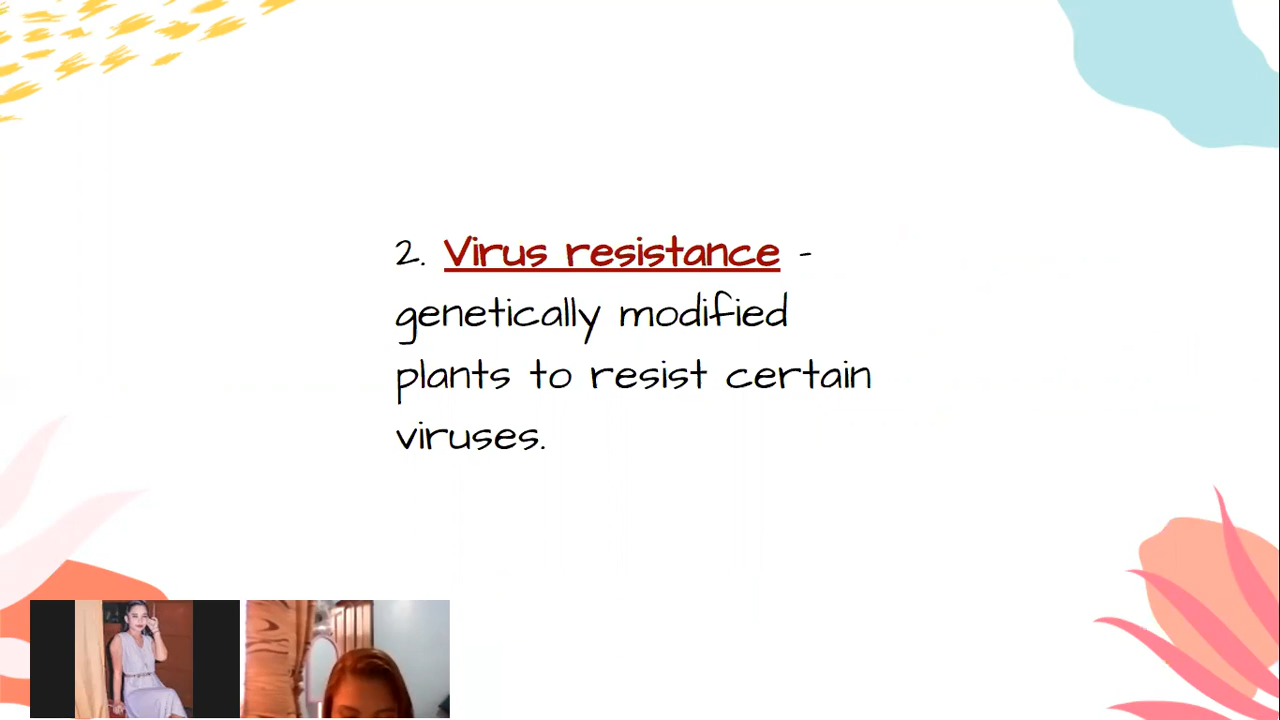 2. Virus resistance -
genetically modified
plants to resist certain
viruses.